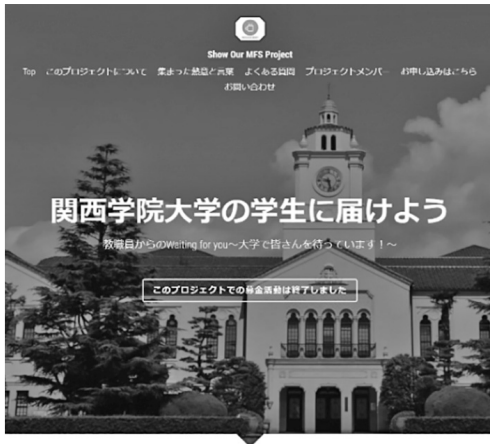 Show Our MFS Project
Top このプロジェクトについて 集まった熱意と言葉 よくある質問 プロジェクトメンバー お申し込みはこちら
お問い合わせ
関西学院大学の学生に届けよう
教職員からのWaiting for you～大学で皆さんを待っています！～
このプロジェクトでの募金活動は終了しました